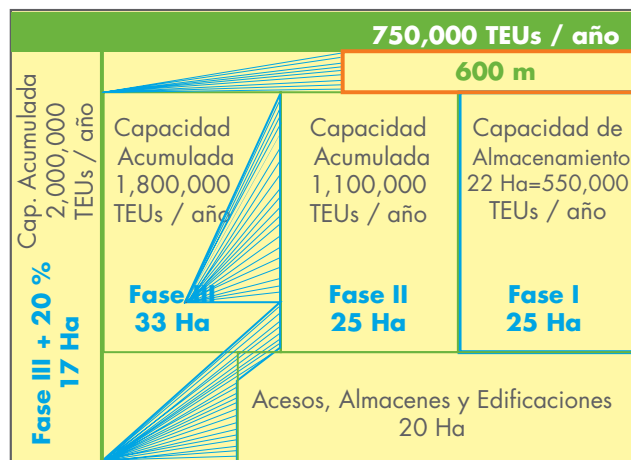 750,000 TEUs / año
600 m
Cap. Acumulada
2,000,000
TEUs / año
Fase III + 20 %
17 Ha
Capacidad
Acumulada
1,800,000
TEUs / año
Fase III
33 Ha
Capacidad
Acumulada
1,100,000
TEUs / año
Fase II
25 Ha
Capacidad de
Almacenamiento
22 Ha=550,000
TEUs / año
Fase I
25 Ha
Acesos, Almacenes y Edificaciones
20 Ha